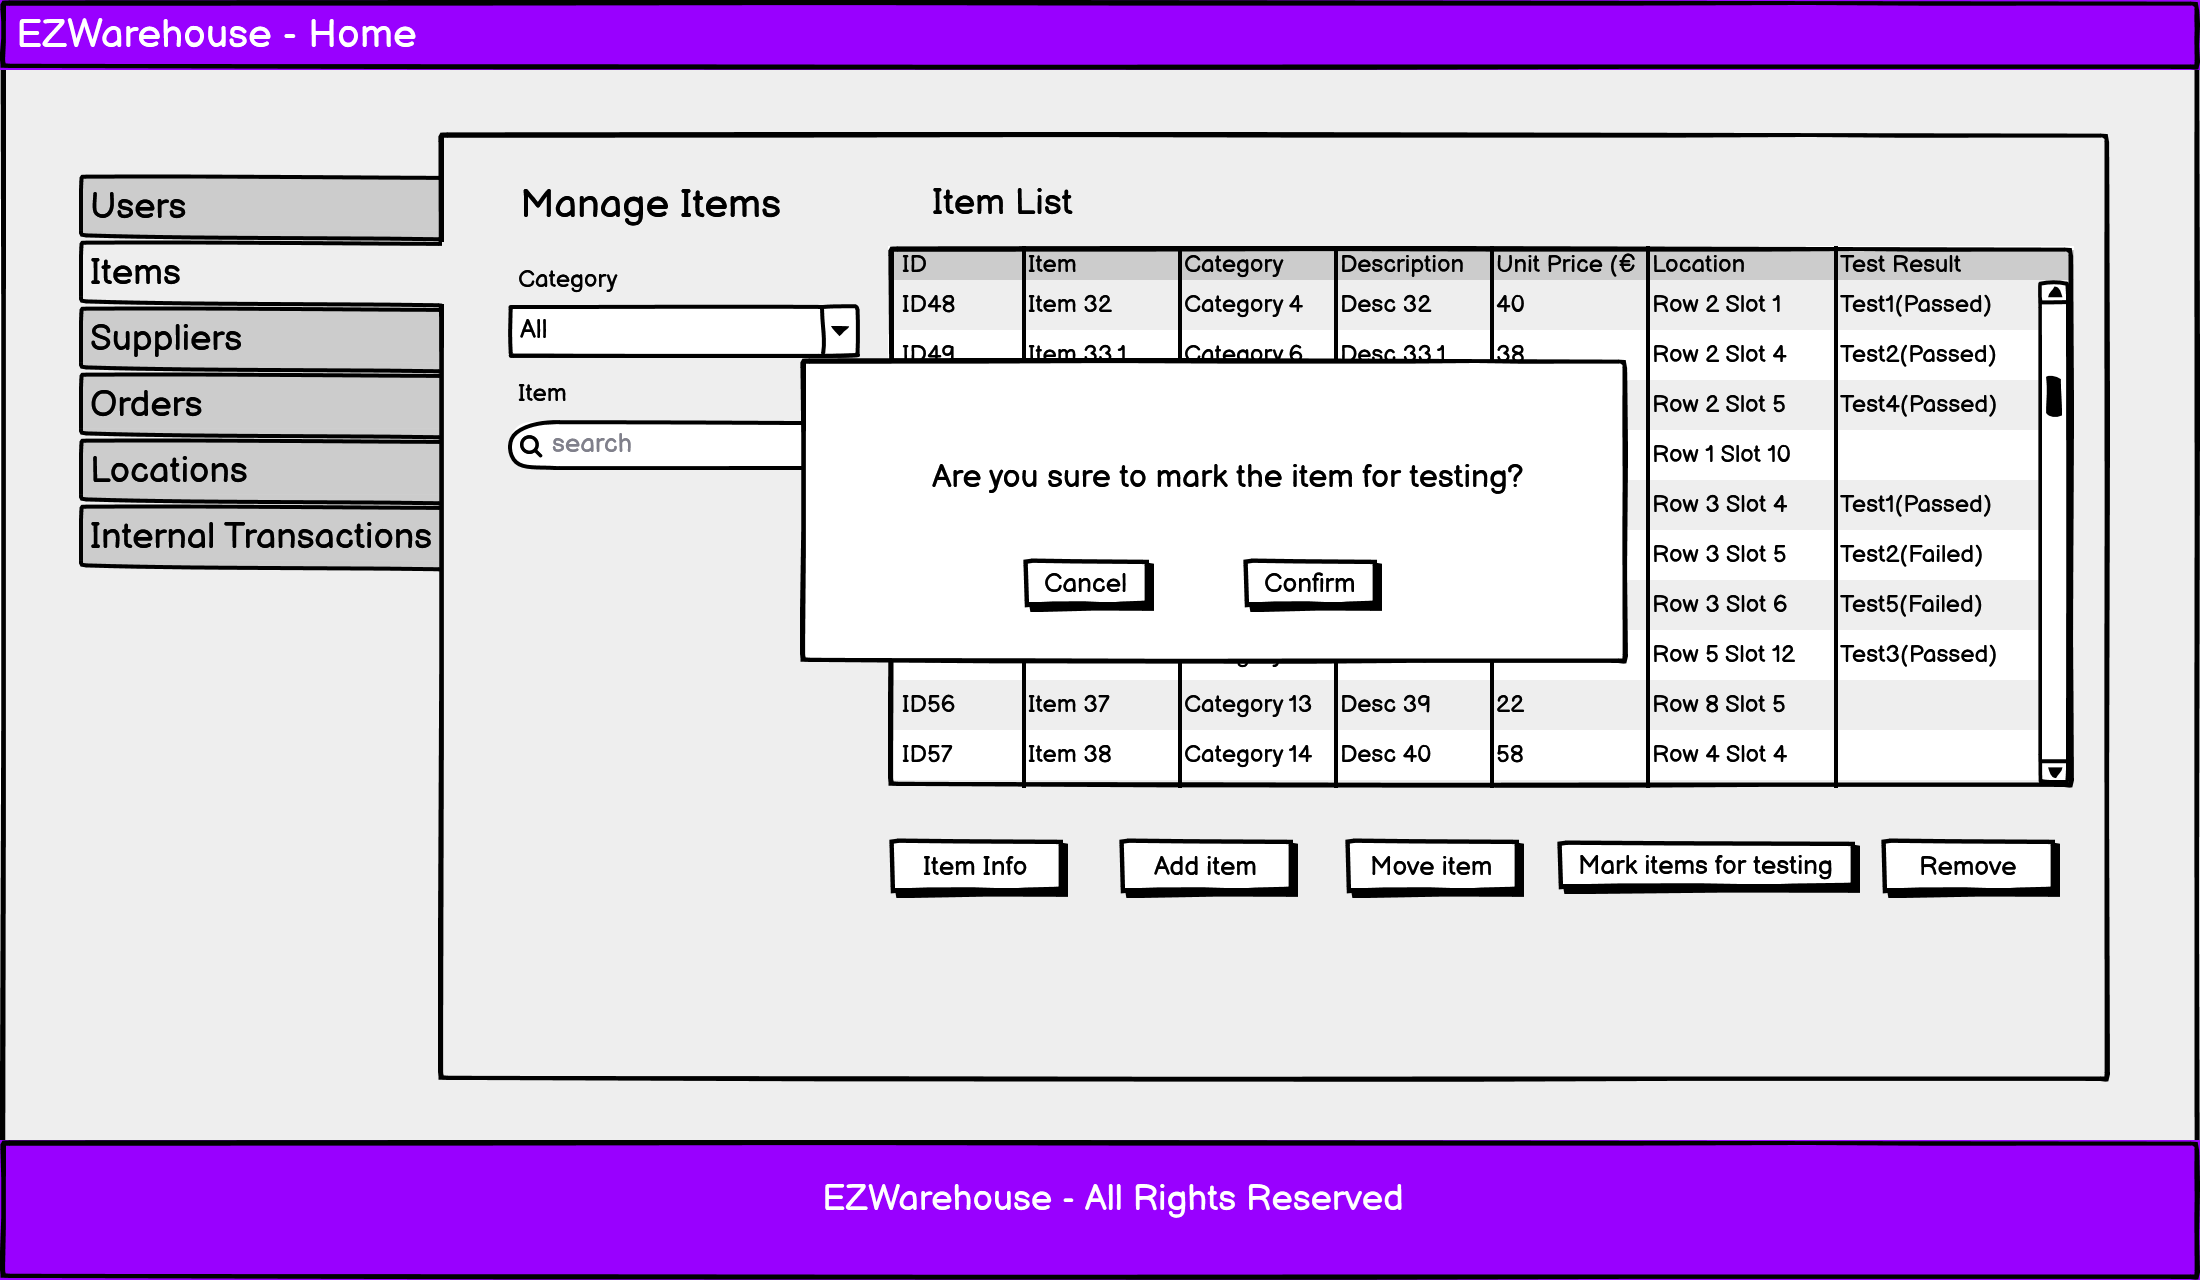 EZWarehouse - Home
Users
Items
Suppliers
Orders
Locations
Internal Transactions
Manage Items
Category
All
Item
search
Item List
ID Item Category Description Unit Price (€ Location Test Result
ID48 Item 32 Category 4 Desc 32 40 Row 2 Slot 1 Test1(Passed)
ID49 Item 33.1 Category 6 Desc 33.1 38 Row 2 Slot 4 Test2(Passed)
Row 2 Slot 5 Test4(Passed)
Row 1 Slot 10
Row 3 Slot 4 Test1(Passed)
Row 3 Slot 5 Test2(Failed)
Row 3 Slot 6 Test5(Failed)
Row 5 Slot 12 Test3(Passed)
ID56 Item 37 Category 13 Desc 39 22 Row 8 Slot 5
ID57 Item 38 Category 14 Desc 40 58 Row 4 Slot 4
Are you sure to mark the item for testing?
Cancel Confirm
Item Info Add item Move item Mark items for testing Remove
EZWarehouse - All Rights Reserved